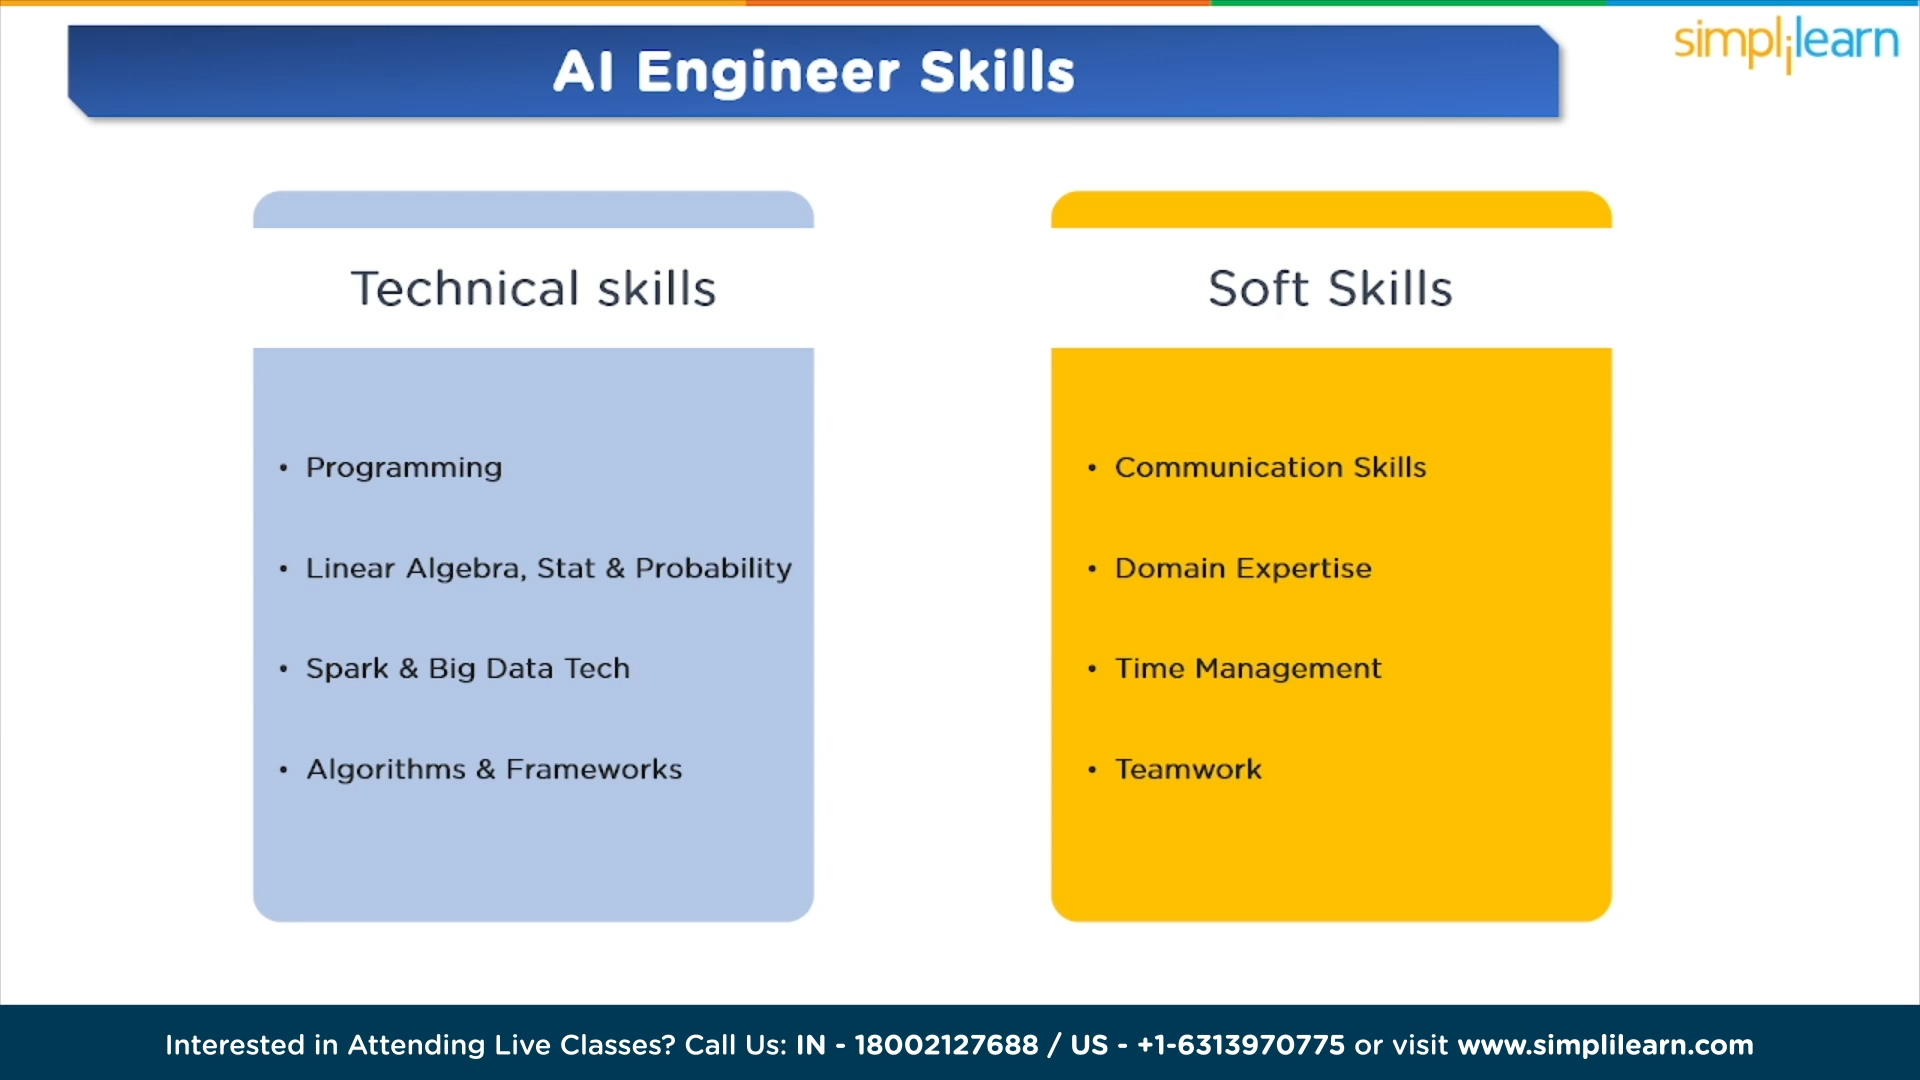 AI Engineer Skills
simplilearn
Technical skills
• Programming
• Linear Algebra, Stat & Probability
• Spark & Big Data Tech
• Algorithms & Frameworks
Soft Skills
• Communication Skills
• Domain Expertise
• Time Management
• Teamwork
Interested in Attending Live Classes? Call Us: IN - 18002127688 / US - +1-6313970775 or visit www.simplilearn.com